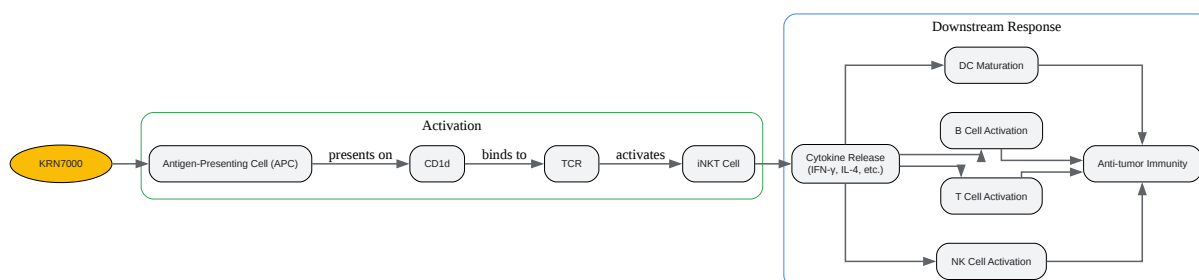 Downstream Response
DC Maturation
Activation
B Cell Activation
KRN7000
Antigen-Presenting Cell (APC)
presents on
CD1d
binds to
TCR
activates
iNKT Cell
Cytokine Release
(IFN-γ, IL-4, etc.)
Anti-tumor Immunity
T Cell Activation
NK Cell Activation